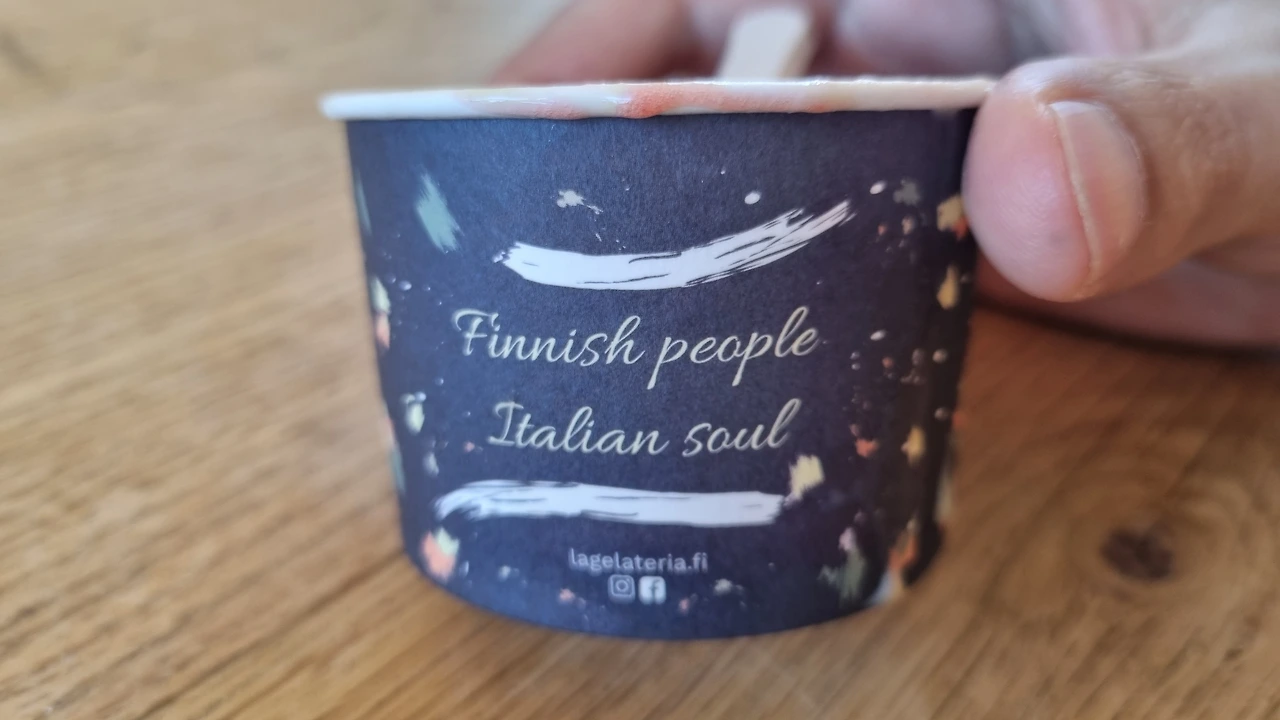 Finnish people
Italian soul
lagelateria.fi